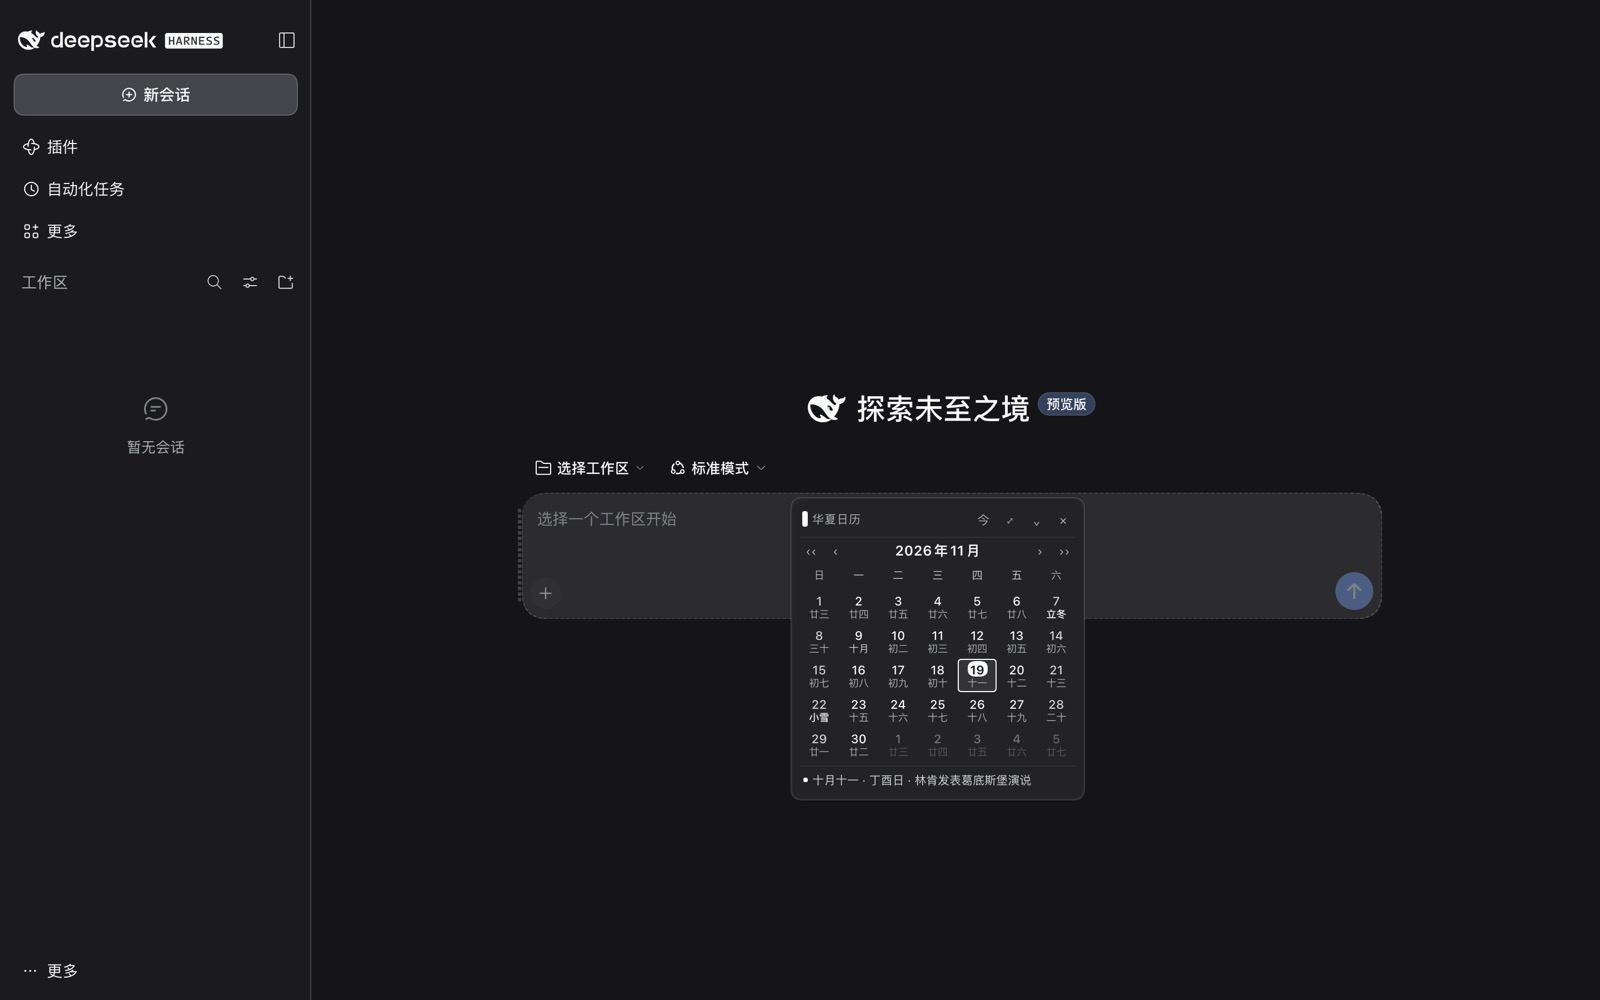 deepseek HARNESS
新会话
插件
自动化任务
更多
工作区
暂无会话
更多
探索未至之境 预览版
选择工作区 标准模式
选择一个工作区开始
华夏日历 今
2026年11月
日 一 二 三 四 五 六
1 2 3 4 5 6 7
廿三 廿四 廿五 廿六 廿七 廿八 立冬
8 9 10 11 12 13 14
三十 十月 初二 初三 初四 初五 初六
15 16 17 18 19 20 21
初七 初八 初九 初十 十一 十二 十三
22 23 24 25 26 27 28
小雪 十五 十六 十七 十八 十九 二十
29 30 1 2 3 4 5
廿一 廿二 廿三 廿四 廿五 廿六 廿七
十月十一 · 丁酉日 · 林肯发表葛底斯堡演说